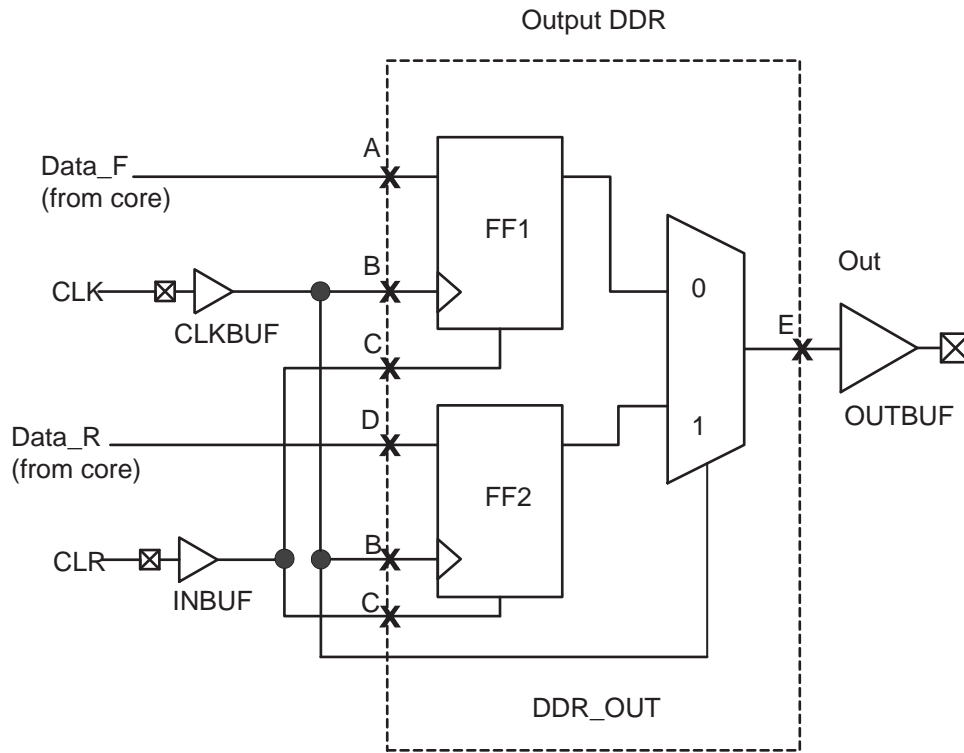 Output DDR
A
Data_F
(from core)
FF1
B
Out
CLK
0
CLKBUF
E
C
D
OUTBUF
Data_R
(from core)
1
FF2
B
CLR
C
INBUF
DDR_OUT